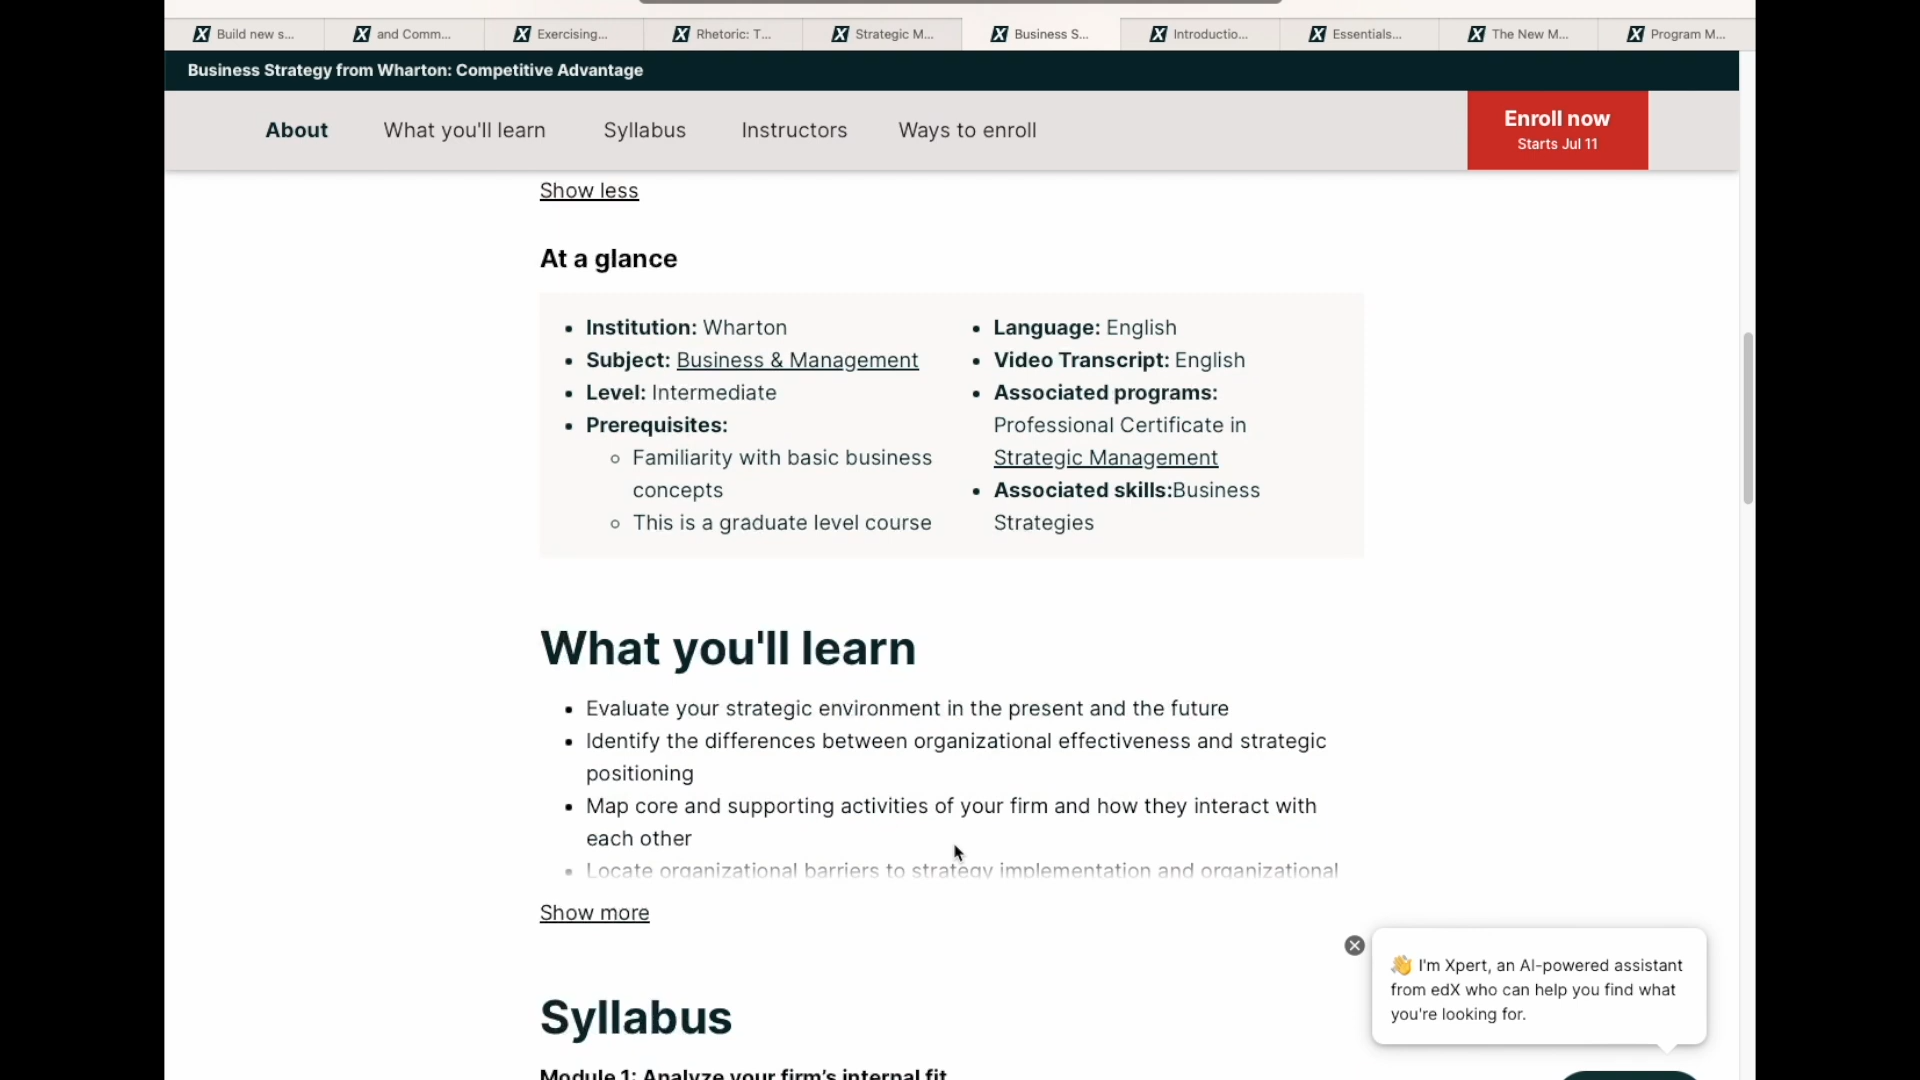 Build new s...
and Comm...
Exercising...
Rhetoric: T...
Strategic M...
Business S...
Introductio...
Essentials...
The New M...
Program M...
Business Strategy from Wharton: Competitive Advantage
About
What you'll learn
Syllabus
Instructors
Ways to enroll
Enroll now
Starts Jul 11
Show less
At a glance
Institution: Wharton
Subject: Business & Management
Level: Intermediate
Prerequisites:
Familiarity with basic business
concepts
This is a graduate level course
Language: English
Video Transcript: English
Associated programs:
Professional Certificate in
Strategic Management
Associated skills:Business
Strategies
What you'll learn
Evaluate your strategic environment in the present and the future
Identify the differences between organizational effectiveness and strategic
positioning
Map core and supporting activities of your firm and how they interact with
each other
Locate organizational barriers to strategy implementation and organizational
Show more
👋 I'm Xpert, an AI-powered assistant
from edX who can help you find what
you're looking for.
Syllabus
Module 1: Analyze your firm's internal fit